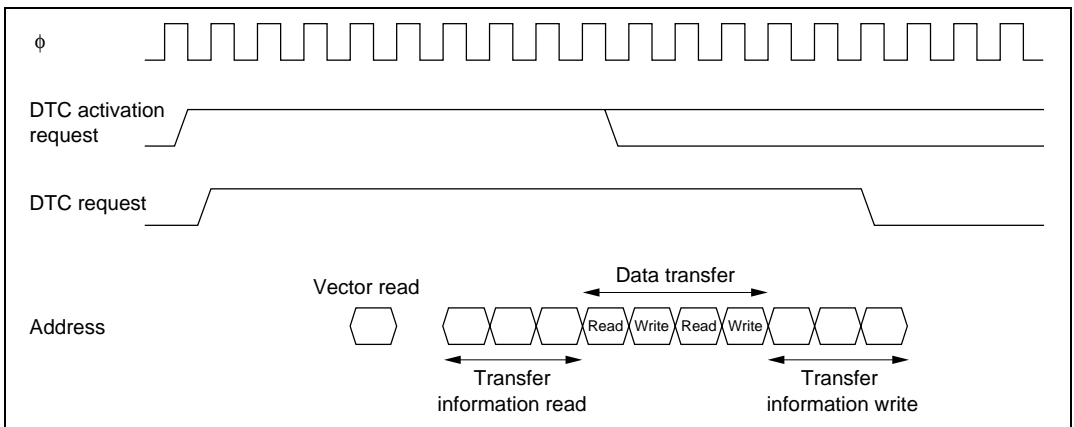 ϕ
DTC activation
request
DTC request
Vector read
Data transfer
Address
Read Write Read Write
Transfer
information read
Transfer
information write